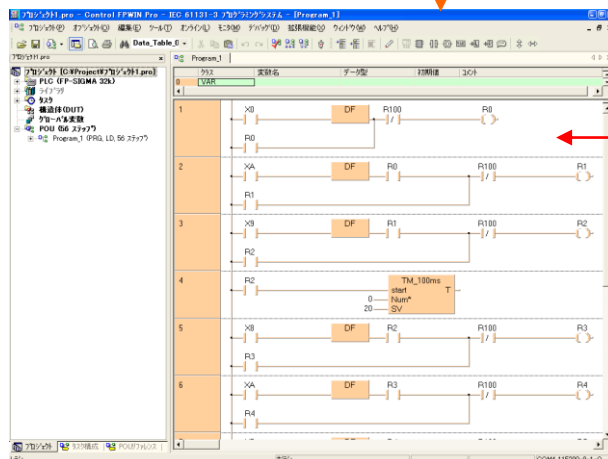 プロジェクト1.pro - Control FPWIN Pro - IEC 61131-3 プログラミングシステム - [Program_1]
プロジェクト(P) オブジェクト(O) 編集(E) ツール(T) オンライン(L) モニタ(M) デバッグ(D) 拡張機能(S) ウィンドウ(W) ヘルプ(H)
Data_Table_0
プロジェクト1.pro
Program_1
プロジェクト [C:¥Project¥プロジェクト1.pro]
PLC (FP-SIGMA 32k)
ライブラリ
タスク
構造体(DUT)
グローバル変数
POU (56 ステップ)
Program_1 (PRG, LD, 56 ステップ)
クラス 変数名 データ型 初期値 コメント
0 VAR
1 X0 DF R100 R0
R0
2 XA DF R0 R100 R1
R1
3 X9 DF R1 R100 R2
R2
4 R2 TM_100ms
start T
0 Num*
20 SV
5 X8 DF R2 R100 R3
R3
6 XA DF R3 R100 R4
R4
プロジェクト タスク構成 POUリファレンス